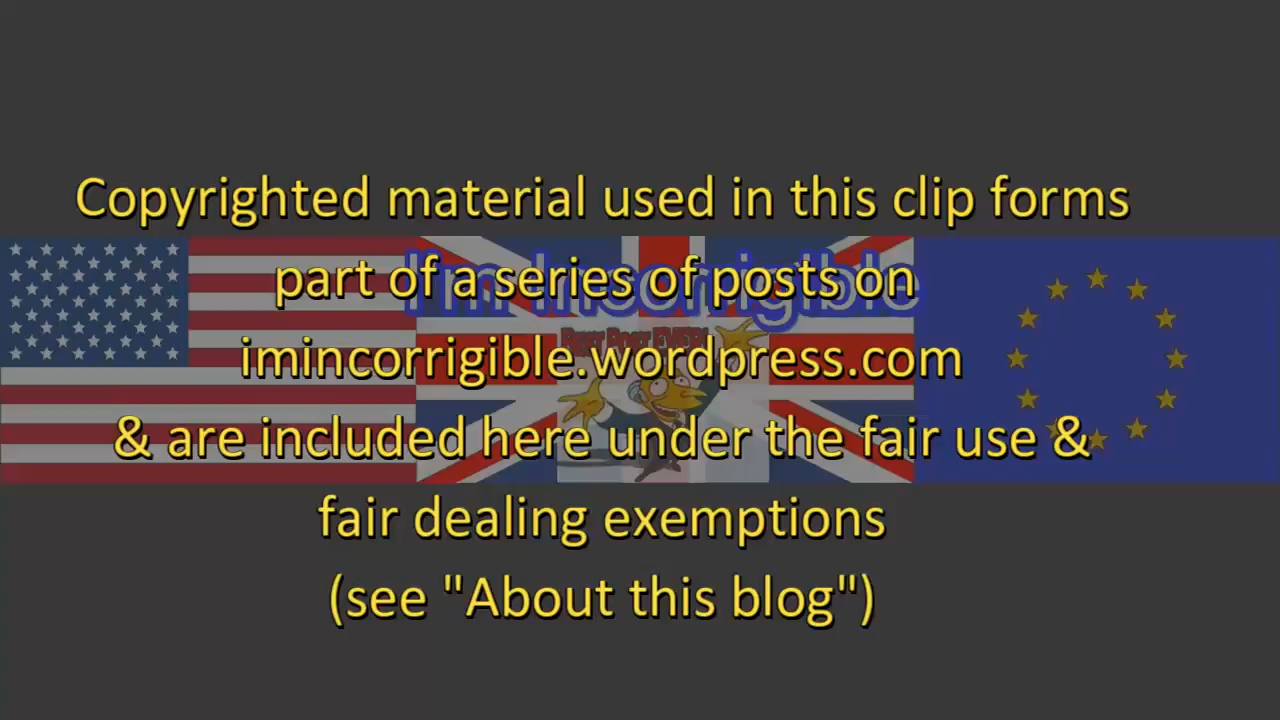 Copyrighted material used in this clip forms
I'm Incorrigible
part of a series of posts on
imincorrigible.wordpress.com
& are included here under the fair use &
fair dealing exemptions
(see "About this blog")